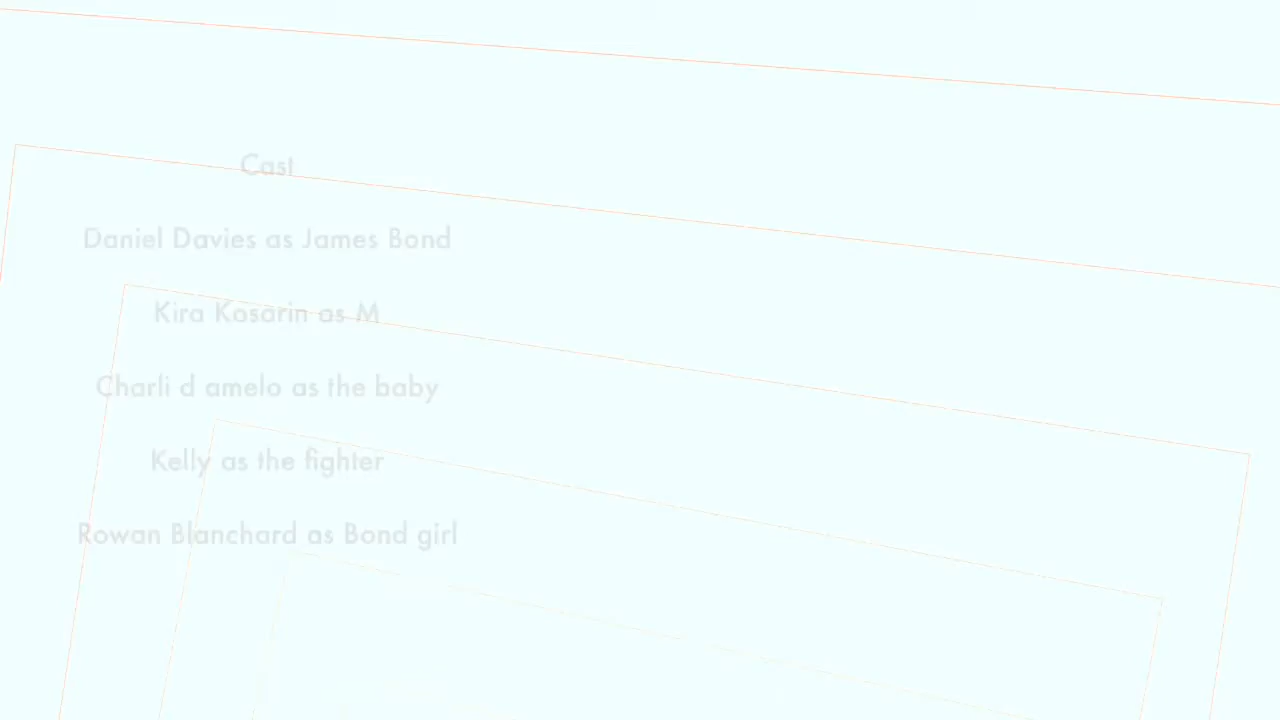 Cast
Daniel Davies as James Bond
Kira Kosarin as M
Charli d amelo as the baby
Kelly as the fighter
Rowan Blanchard as Bond girl